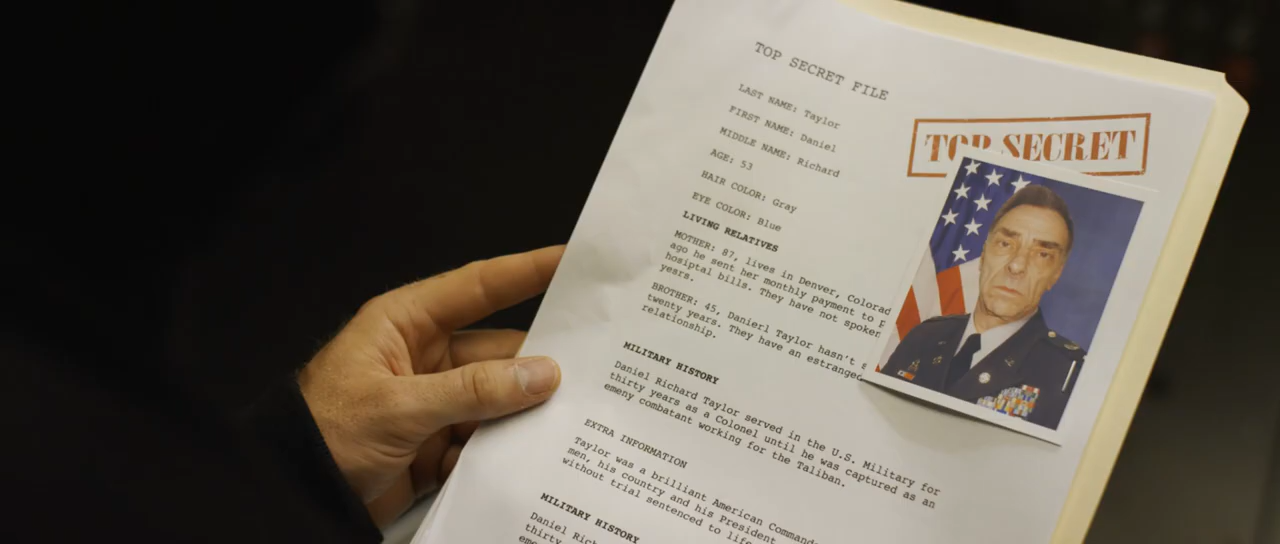 TOP SECRET FILE
TOP SECRET
LAST NAME: Taylor
FIRST NAME: Daniel
MIDDLE NAME: Richard
AGE: 53
HAIR COLOR: Gray
EYE COLOR: Blue
LIVING RELATIVES
MOTHER: 87, lives in Denver,
ago he sent her monthly payment to
hosiptal bills. They have not spoken
years.
BROTHER: 45, Danierl Taylor hasn't
twenty years. They have an estranged
relationship.
MILITARY HISTORY
Daniel Richard Taylor served in the U.S. Military for
thirty years as a Colonel until he was captured as an
emeny combatant working for the Taliban.
EXTRA INFORMATION
Taylor was a brilliant American
men, his country and his President
without trial sentenced to life
MILITARY HISTORY
Daniel
thirty